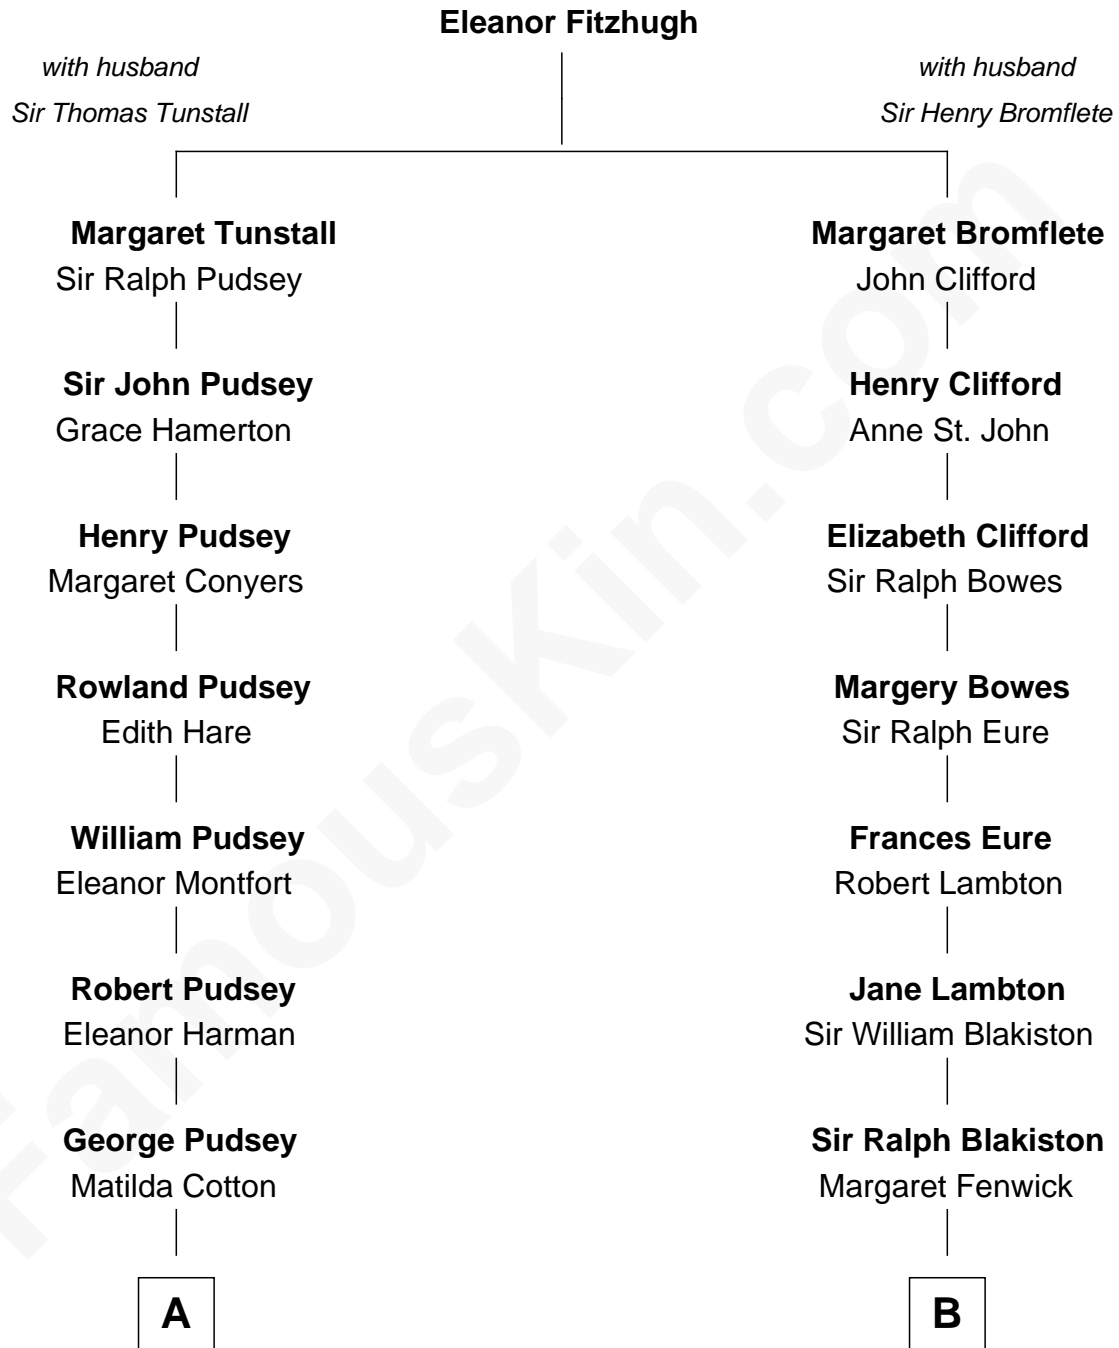 Eleanor Fitzhugh
with husband
Sir Thomas Tunstall
with husband
Sir Henry Bromflete
Margaret Tunstall
Sir Ralph Pudsey
Margaret Bromflete
John Clifford
Sir John Pudsey
Grace Hamerton
Henry Clifford
Anne St. John
Henry Pudsey
Margaret Conyers
Elizabeth Clifford
Sir Ralph Bowes
Rowland Pudsey
Edith Hare
Margery Bowes
Sir Ralph Eure
William Pudsey
Eleanor Montfort
Frances Eure
Robert Lambton
Robert Pudsey
Eleanor Harman
Jane Lambton
Sir William Blakiston
George Pudsey
Matilda Cotton
Sir Ralph Blakiston
Margaret Fenwick
A
B
FamousKin.com